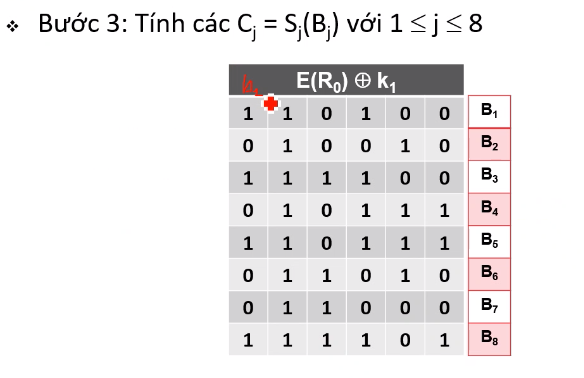 ❖ Bước 3: Tính các Cj = Sj(Bj) với 1 ≤ j ≤ 8
E(R0) ⊕ k1
1 1 0 1 0 0 B1
0 1 0 0 1 0 B2
1 1 1 1 0 0 B3
0 1 0 1 1 1 B4
1 1 0 1 1 1 B5
0 1 1 0 1 0 B6
0 1 1 0 0 0 B7
1 1 1 1 0 1 B8